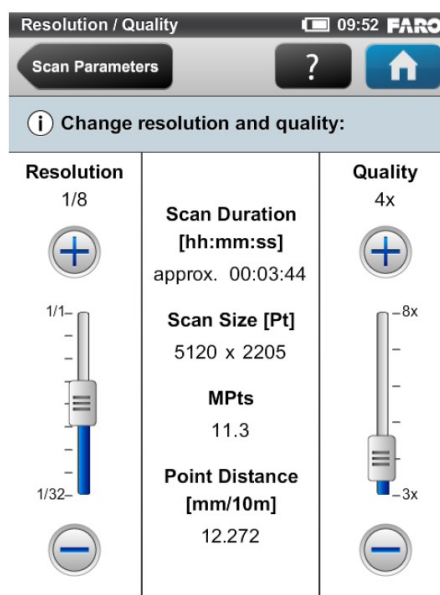 Resolution / Quality 09:52 FARO
Scan Parameters ?
i Change resolution and quality:
Resolution
1/8
1/1
1/32
Scan Duration
[hh:mm:ss]
approx. 00:03:44
Scan Size [Pt]
5120 x 2205
MPts
11.3
Point Distance
[mm/10m]
12.272
Quality
4x
8x
3x